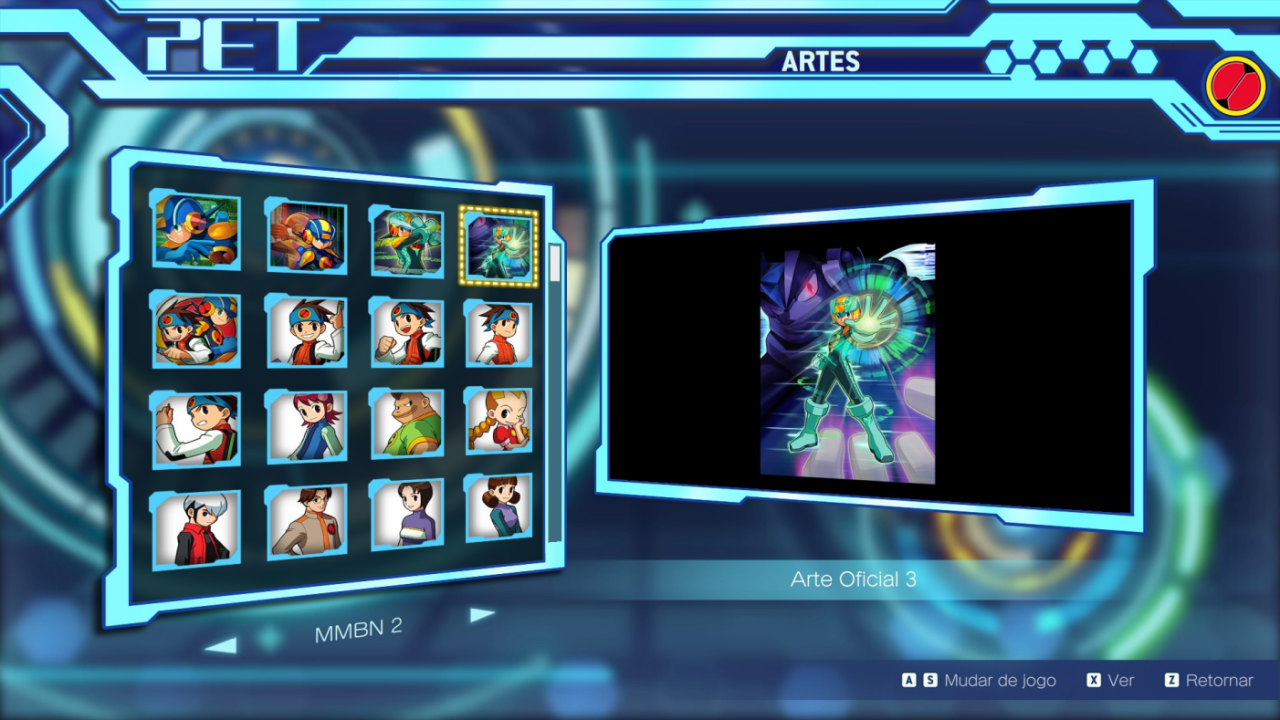 PET
ARTES
Arte Oficial 3
MMBN 2
A S Mudar de jogo X Ver Z Retornar